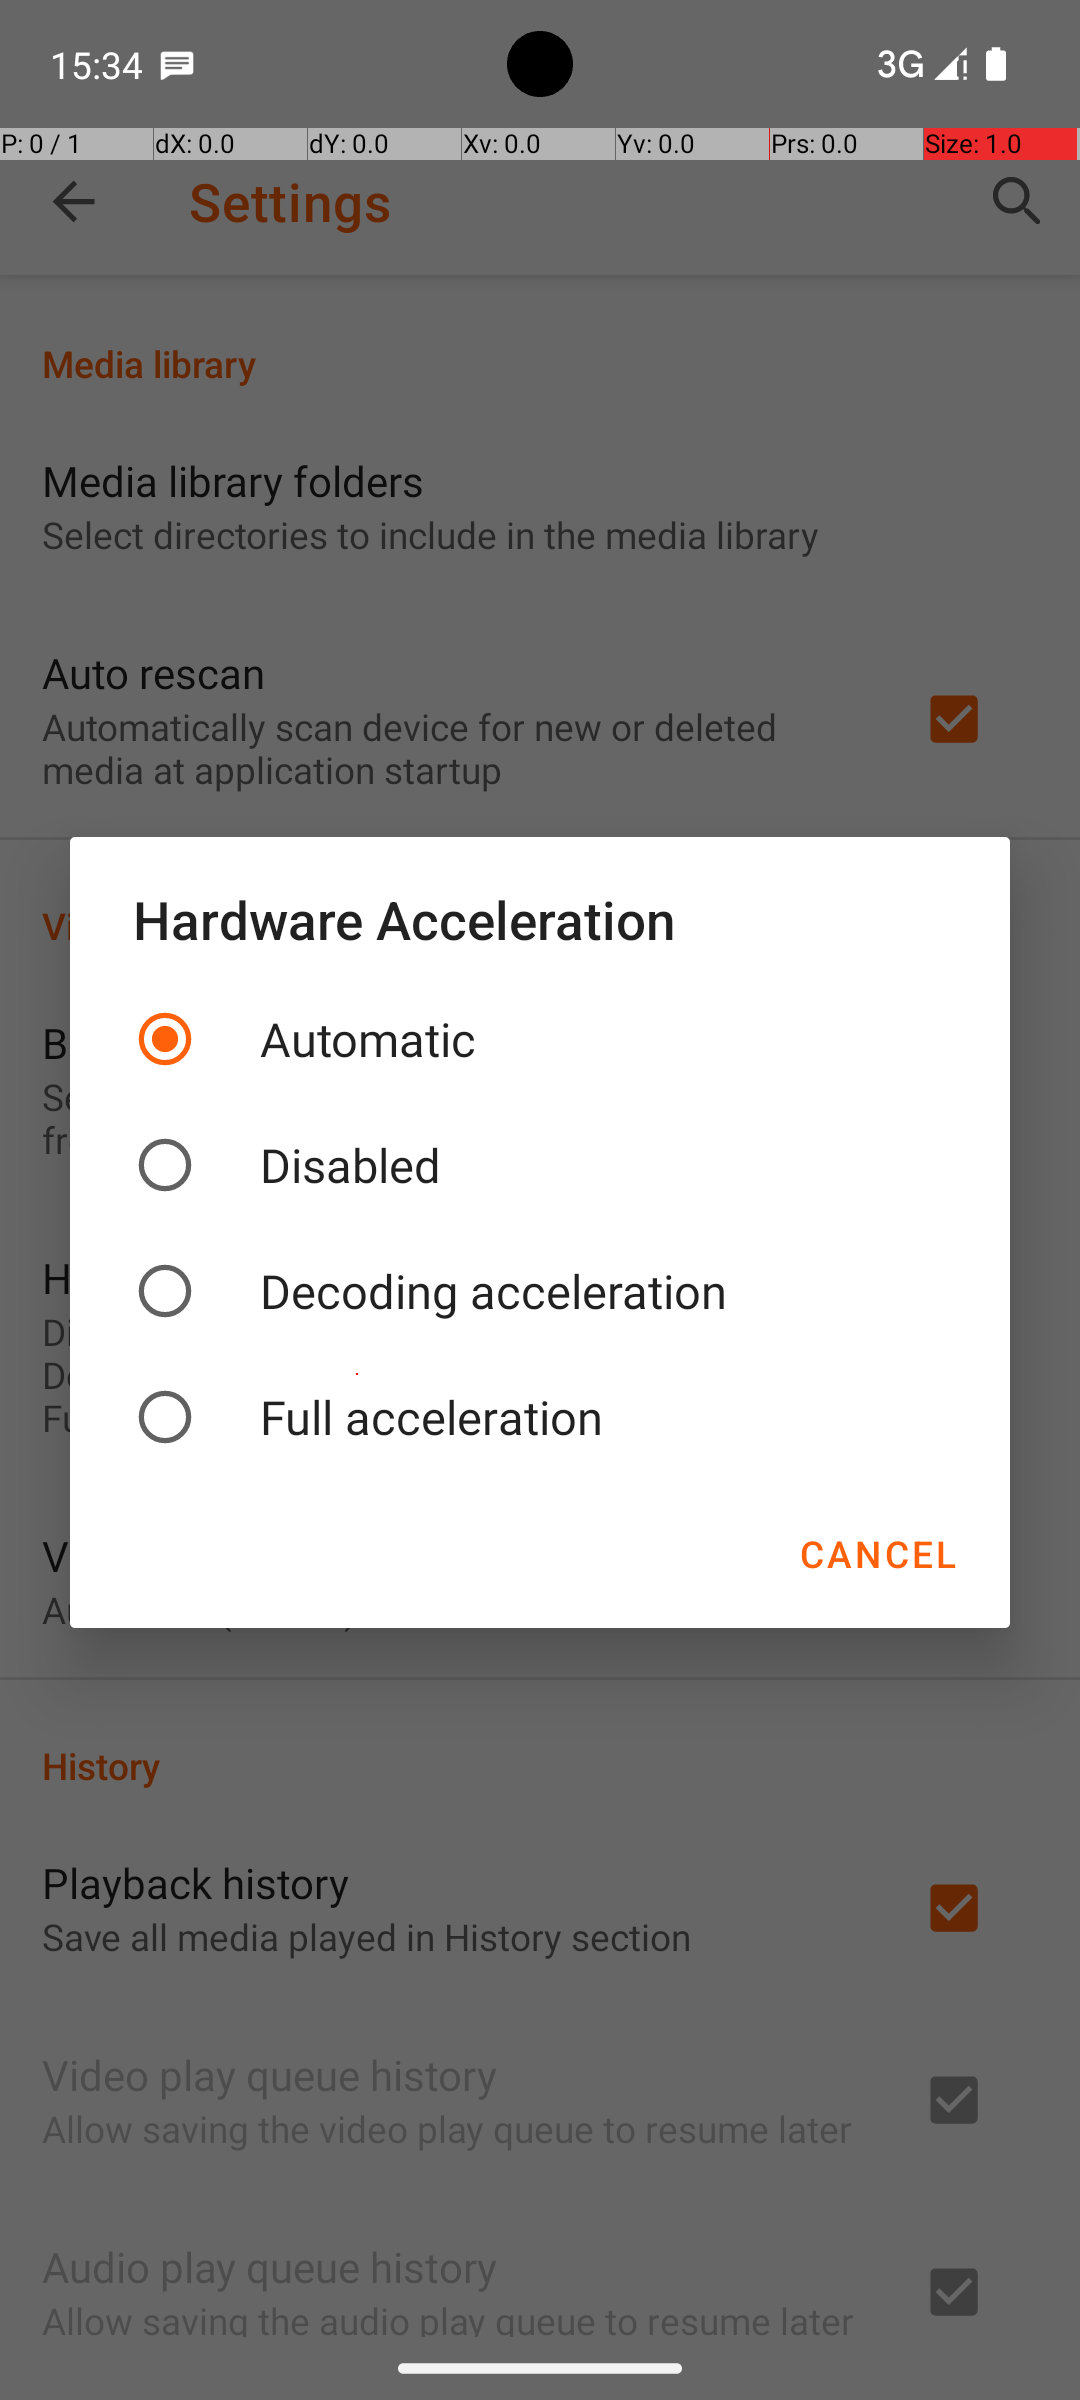 15:34
3G
P: 0 / 1
dX: 0.0
dY: 0.0
Xv: 0.0
Yv: 0.0
Prs: 0.0
Size: 1.0
Settings
Media library
Media library folders
Select directories to include in the media library
Auto rescan
Automatically scan device for new or deleted
media at application startup
Hardware Acceleration
Automatic
Disabled
Decoding acceleration
Full acceleration
CANCEL
History
Playback history
Save all media played in History section
Video play queue history
Allow saving the video play queue to resume later
Audio play queue history
Allow saving the audio play queue to resume later